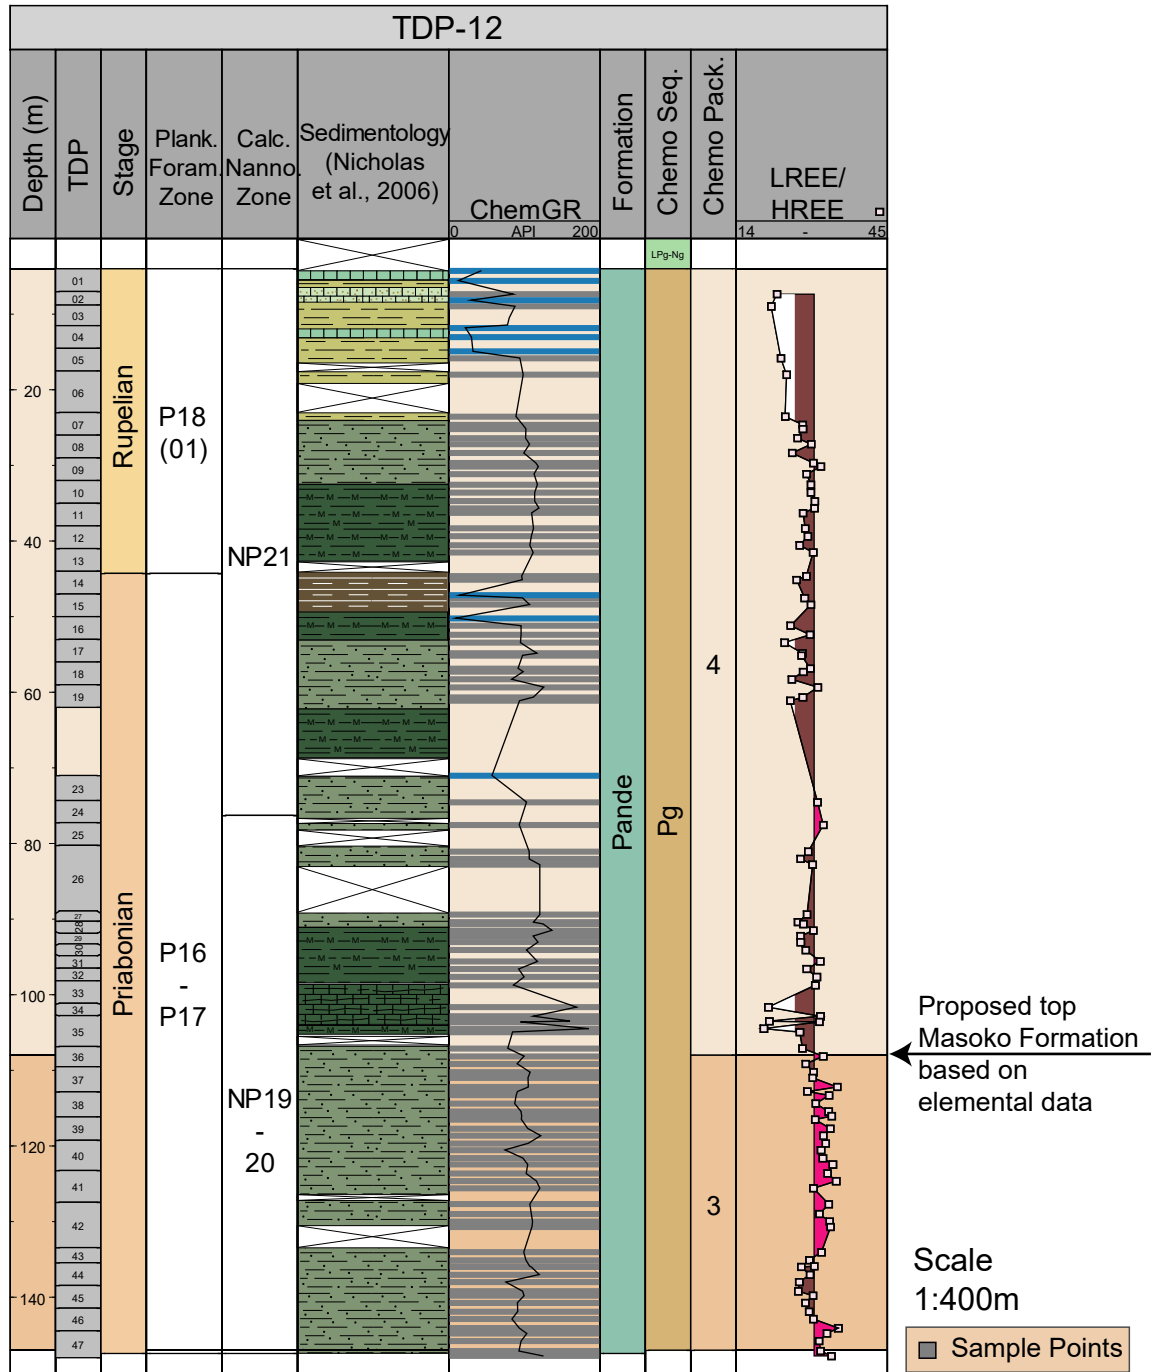 TDP-12
Depth (m)
TDP
Stage
Plank.
Foram.
Zone
Calc.
Nanno.
Zone
Sedimentology
(Nicholas
et al., 2006)
ChemGR
0 API 200
Formation
Chemo Seq.
Chemo Pack.
LREE/
HREE
14 - 45
LPg-Ng
20
40
60
80
100
120
140
01
02
03
04
05
06
07
08
09
10
11
12
13
14
15
16
17
18
19
23
24
25
26
27
28
29
30
31
32
33
34
35
36
37
38
39
40
41
42
43
44
45
46
47
Rupelian
Priabonian
P18
(01)
P16
-
P17
NP21
NP19
-
20
Pande
Pg
4
3
Proposed top
Masoko Formation
based on
elemental data
Scale
1:400m
Sample Points